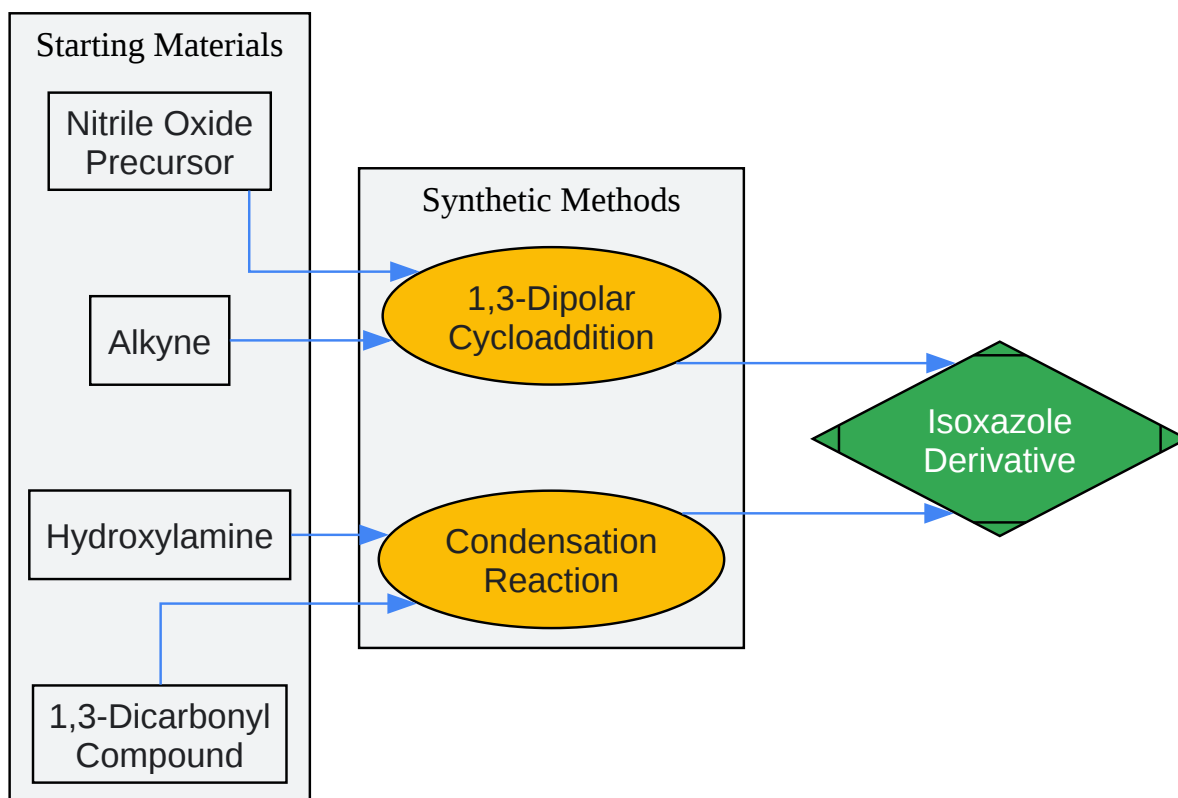 Starting Materials
Nitrile Oxide
Precursor
Alkyne
Hydroxylamine
1,3-Dicarbonyl
Compound
Synthetic Methods
1,3-Dipolar
Cycloaddition
Condensation
Reaction
Isoxazole
Derivative